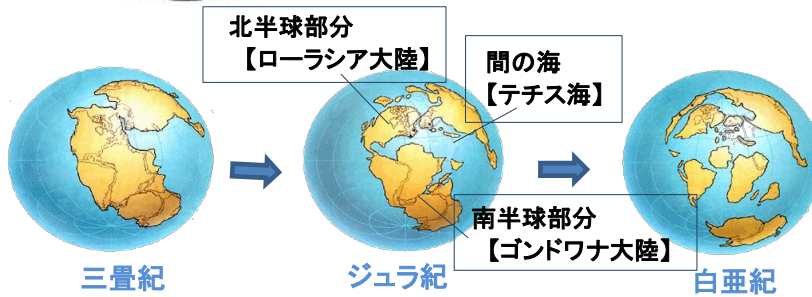 北半球部分
【ローラシア大陸】
間の海
【テチス海】
南半球部分
【ゴンドワナ大陸】
三畳紀
ジュラ紀
白亜紀